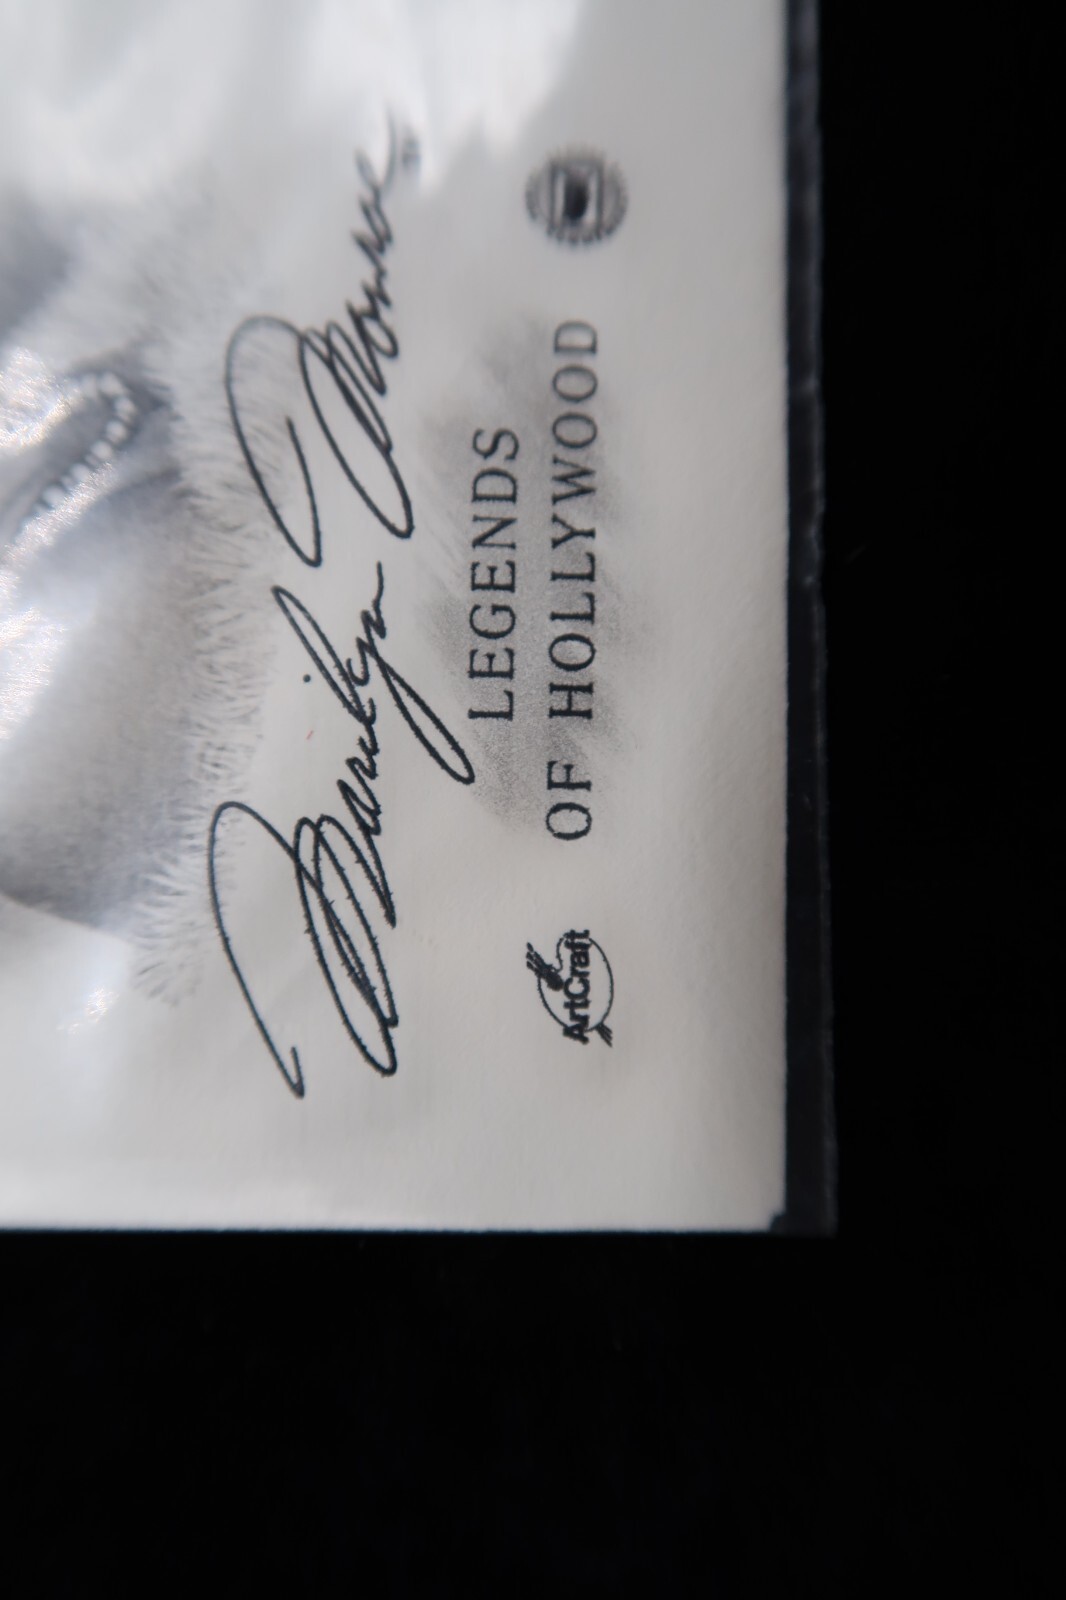 Marilyn Monroe
LEGENDS
OF HOLLYWOOD
ArtCraft